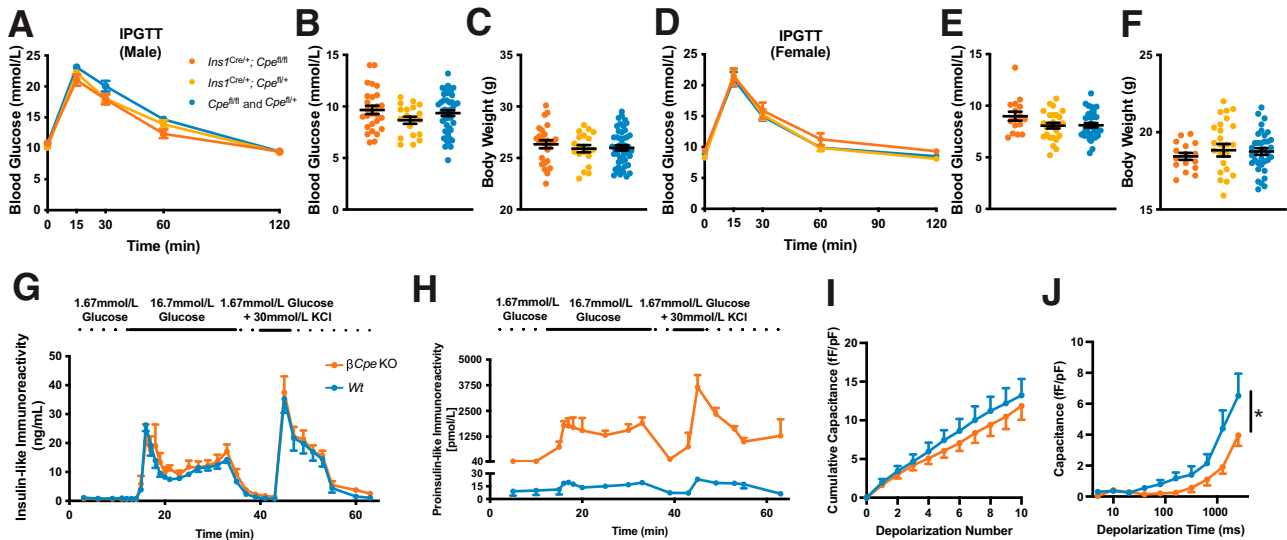 A
IPGTT
(Male)
Blood Glucose (mmol/L)
25
20
15
10
5
0
0 15 30 60 120
Time (min)
Ins1Cre/+; Cpefl/fl
Ins1Cre/+; Cpefl/+
Cpefl/fl and Cpefl/+
B
Blood Glucose (mmol/L)
15
10
5
0
C
Body Weight (g)
35
30
25
20
D
IPGTT
(Female)
Blood Glucose (mmol/L)
25
20
15
10
5
0
0 15 30 60 90 120
Time (min)
E
Blood Glucose (mmol/L)
15
10
5
0
F
Body Weight (g)
25
20
15
G
1.67mmol/L
Glucose
16.7mmol/L
Glucose
1.67mmol/L Glucose
+ 30mmol/L KCl
Insulin-like Immunoreactivity
(ng/mL)
50
40
30
20
10
0
0 20 40 60
Time (min)
βCpe KO
Wt
H
1.67mmol/L
Glucose
16.7mmol/L
Glucose
1.67mmol/L Glucose
+ 30mmol/L KCl
Proinsulin-like Immunoreactivity
[pmol/L]
5000
3750
2500
1250
40
30
15
0
0 20 40 60
Time (min)
I
Cumulative Capacitance (fF/pF)
20
15
10
5
0
0 2 4 6 8 10
Depolarization Number
J
Capacitance (fF/pF)
10
8
6
4
2
0
10 100 1000
Depolarization Time (ms)
*